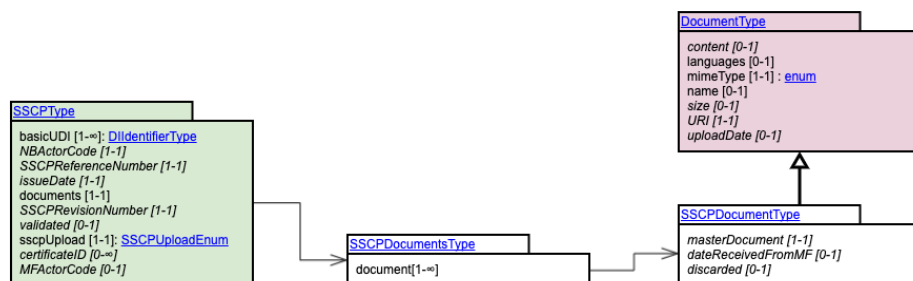 DocumentType
content [0-1]
languages [0-1]
mimeType [1-1] : enum
name [0-1]
size [0-1]
URI [1-1]
uploadDate [0-1]
SSCPType
basicUDI [1-∞]: DIIdentifierType
NBActorCode [1-1]
SSCPReferenceNumber [1-1]
issueDate [1-1]
documents [1-1]
SSCPRevisionNumber [1-1]
validated [0-1]
sscpUpload [1-1]: SSCPUploadEnum
certificateID [0-∞]
MFActorCode [0-1]
SSCPDocumentsType
document[1-∞]
SSCPDocumentType
masterDocument [1-1]
dateReceivedFromMF [0-1]
discarded [0-1]